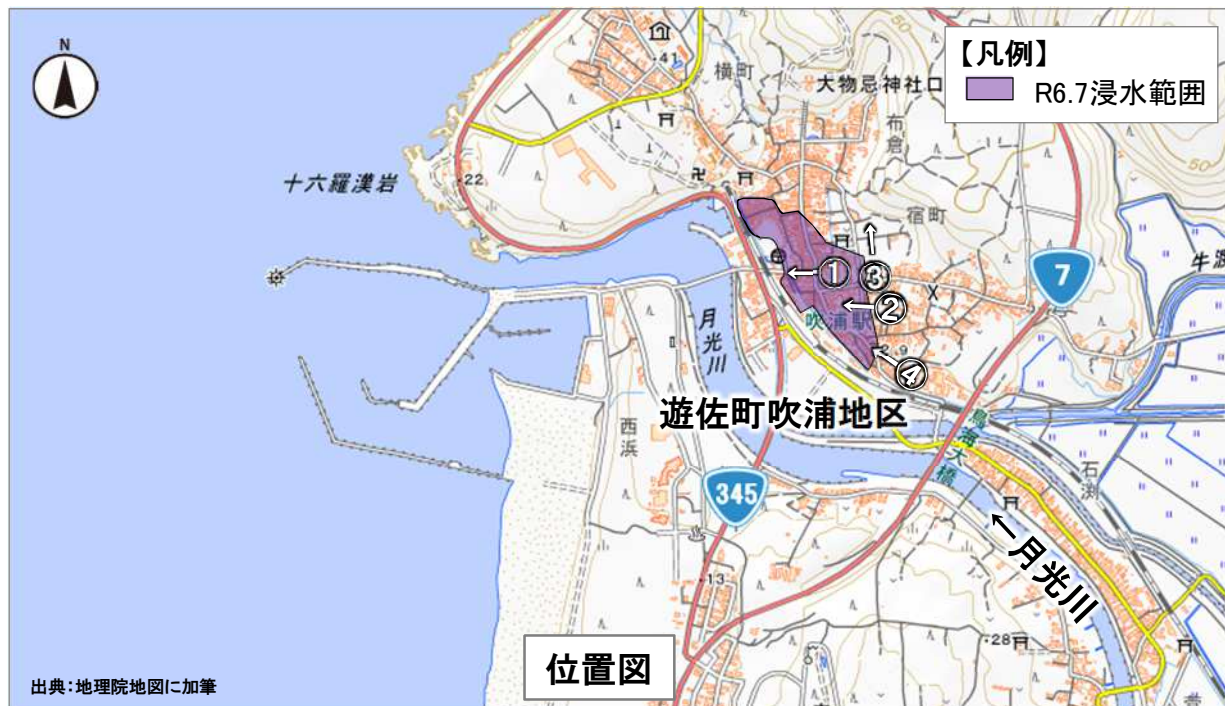 N
【凡例】
R6.7浸水範囲
41
横町
大物忌神社口
布倉
50
50
十六羅漢岩
22
宿町
牛渡
①
③
②
④
7
吹浦駅
2.9
月光川
遊佐町吹浦地区
西浜
鳥海大橋
石渕
345
←月光川
13
28
位置図
出典：地理院地図に加筆